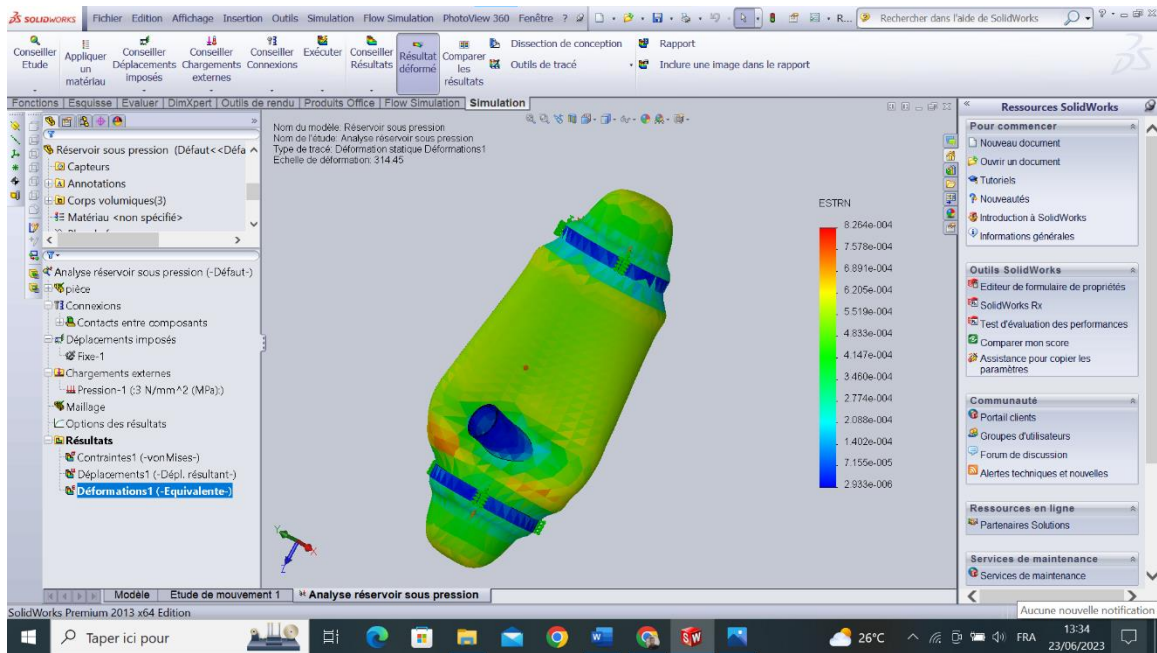 SOLIDWORKS Fichier Edition Affichage Insertion Outils Simulation Flow Simulation PhotoView 360 Fenêtre ? R... Rechercher dans l'aide de SolidWorks
Conseiller Etude
Appliquer un matériau
Conseiller Déplacements imposés
Conseiller Chargements externes
Conseiller Connexions
Exécuter
Conseiller Résultats
Résultat déformé
Comparer les résultats
Dissection de conception
Outils de tracé
Rapport
Inclure une image dans le rapport
Fonctions Esquisse Evaluer DimXpert Outils de rendu Produits Office Flow Simulation Simulation
Réservoir sous pression (Défaut<<Défa
Capteurs
Annotations
Corps volumiques(3)
Matériau <non spécifié>
Analyse réservoir sous pression (-Défaut-)
pièce
Connexions
Contacts entre composants
Déplacements imposés
Fixe-1
Chargements externes
Pression-1 (:3 N/mm^2 (MPa):)
Maillage
Options des résultats
Résultats
Contraintes1 (-vonMises-)
Déplacements1 (-Dépl. résultant-)
Déformations1 (-Equivalente-)
Nom du modèle: Réservoir sous pression
Nom de l'étude: Analyse réservoir sous pression
Type de tracé: Déformation statique Déformations1
Echelle de déformation: 314.45
ESTRN
8.264e-004
7.578e-004
6.891e-004
6.205e-004
5.519e-004
4.833e-004
4.147e-004
3.460e-004
2.774e-004
2.088e-004
1.402e-004
7.155e-005
2.933e-006
Y
X
Z
Ressources SolidWorks
Pour commencer
Nouveau document
Ouvrir un document
Tutoriels
Nouveautés
Introduction à SolidWorks
Informations générales
Outils SolidWorks
Editeur de formulaire de propriétés
SolidWorks Rx
Test d'évaluation des performances
Comparer mon score
Assistance pour copier les
paramètres
Communauté
Portail clients
Groupes d'utilisateurs
Forum de discussion
Alertes techniques et nouvelles
Ressources en ligne
Partenaires Solutions
Services de maintenance
Services de maintenance
Modèle Etude de mouvement 1 Analyse réservoir sous pression
SolidWorks Premium 2013 x64 Edition
Aucune nouvelle notification
Taper ici pour
26°C
FRA
13:34
23/06/2023